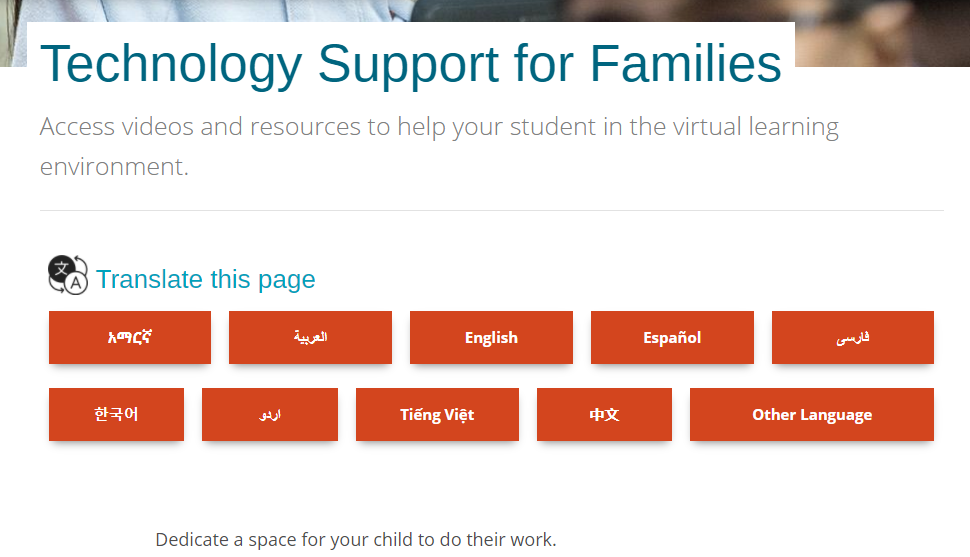 Technology Support for Families
Access videos and resources to help your student in the virtual learning
environment.
文 A
Translate this page
አማርኛ
العربية
English
Español
فارسی
한국어
اردو
Tiếng Việt
中文
Other Language
Dedicate a space for your child to do their work.